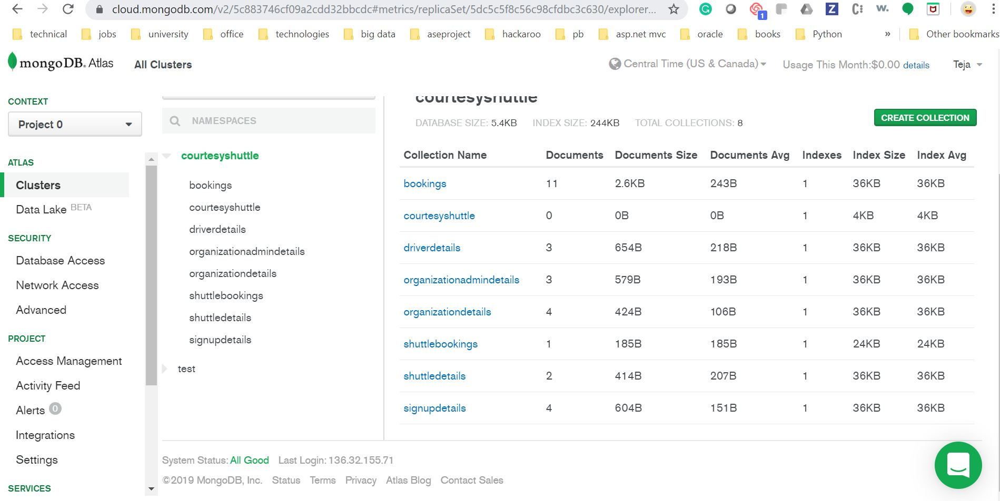 cloud.mongodb.com/v2/5c883746cf09a2cdd32bbcdc#metrics/replicaSet/5dc5c5f8c56c98cfdbc3c630/explorer...
1
technical jobs university office technologies big data aseproject hackaroo pb asp.net mvc oracle books Python » Other bookmarks
mongoDB. Atlas All Clusters Central Time (US & Canada) Usage This Month:$0.00 details Teja
CONTEXT
Project 0
ATLAS
Clusters
Data Lake BETA
SECURITY
Database Access
Network Access
Advanced
PROJECT
Access Management
Activity Feed
Alerts 0
Integrations
Settings
SERVICES
NAMESPACES
courtesyshuttle
bookings
courtesyshuttle
driverdetails
organizationadmindetails
organizationdetails
shuttlebookings
shuttledetails
signupdetails
test
courtesyshuttle
DATABASE SIZE: 5.4KB INDEX SIZE: 244KB TOTAL COLLECTIONS: 8
CREATE COLLECTION
Collection Name Documents Documents Size Documents Avg Indexes Index Size Index Avg
bookings 11 2.6KB 243B 1 36KB 36KB
courtesyshuttle 0 0B 0B 1 4KB 4KB
driverdetails 3 654B 218B 1 36KB 36KB
organizationadmindetails 3 579B 193B 1 36KB 36KB
organizationdetails 4 424B 106B 1 36KB 36KB
shuttlebookings 1 185B 185B 1 24KB 24KB
shuttledetails 2 414B 207B 1 36KB 36KB
signupdetails 4 604B 151B 1 36KB 36KB
System Status: All Good Last Login: 136.32.155.71
©2019 MongoDB, Inc. Status Terms Privacy Atlas Blog Contact Sales